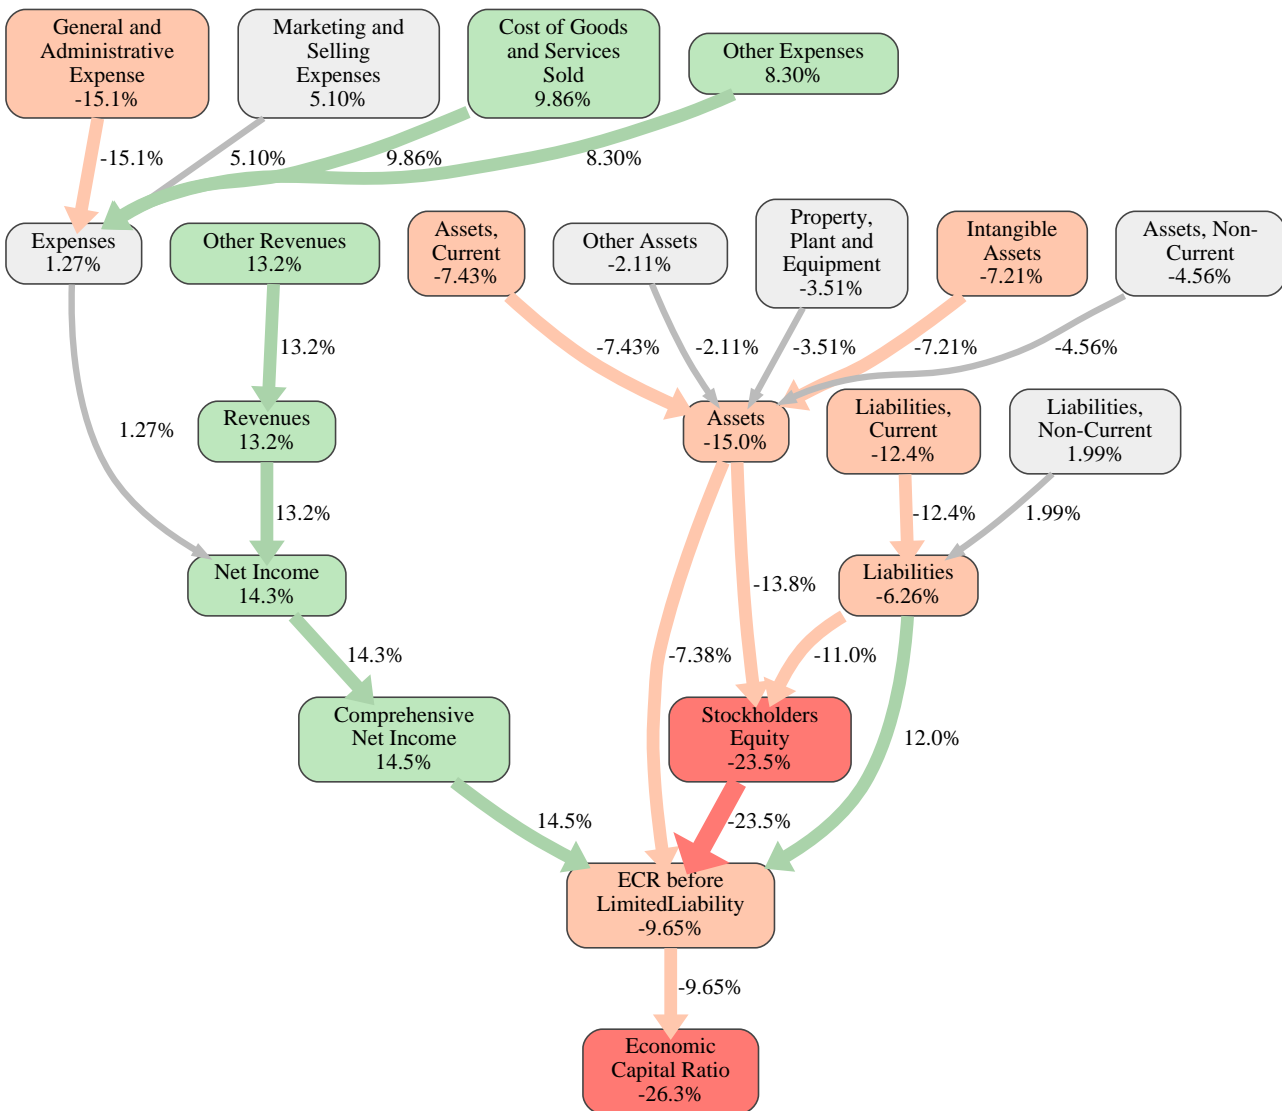 General and
Administrative
Expense
-15.1%
Marketing and
Selling
Expenses
5.10%
Cost of Goods
and Services
Sold
9.86%
Other Expenses
8.30%
-15.1%
5.10%
9.86%
8.30%
Expenses
1.27%
Other Revenues
13.2%
Assets,
Current
-7.43%
Other Assets
-2.11%
Property,
Plant and
Equipment
-3.51%
Intangible
Assets
-7.21%
Assets, Non-
Current
-4.56%
13.2%
-7.43%
-2.11%
-3.51%
-7.21%
-4.56%
Revenues
13.2%
Assets
-15.0%
Liabilities,
Current
-12.4%
Liabilities,
Non-Current
1.99%
1.27%
13.2%
-12.4%
1.99%
Net Income
14.3%
-13.8%
Liabilities
-6.26%
14.3%
-7.38%
-11.0%
Comprehensive
Net Income
14.5%
Stockholders
Equity
-23.5%
12.0%
14.5%
-23.5%
ECR before
LimitedLiability
-9.65%
-9.65%
Economic
Capital Ratio
-26.3%